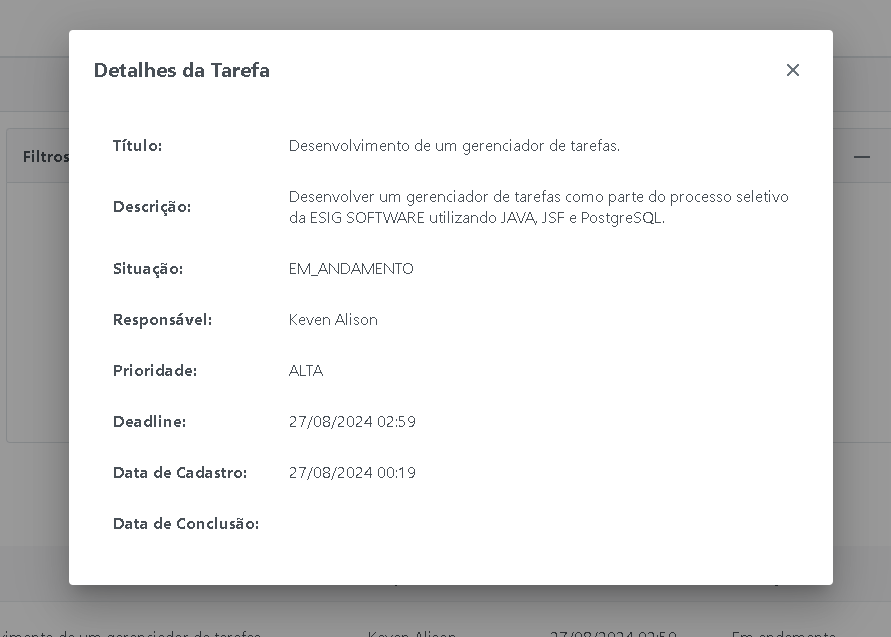 Detalhes da Tarefa
Filtros
Título: Desenvolvimento de um gerenciador de tarefas.
Descrição: Desenvolver um gerenciador de tarefas como parte do processo seletivo
da ESIG SOFTWARE utilizando JAVA, JSF e PostgreSQL.
Situação: EM_ANDAMENTO
Responsável: Keven Alison
Prioridade: ALTA
Deadline: 27/08/2024 02:59
Data de Cadastro: 27/08/2024 00:19
Data de Conclusão:
de um gerenciador de tarefas Keven Alison 27/08/2024 02:59 Em andamento